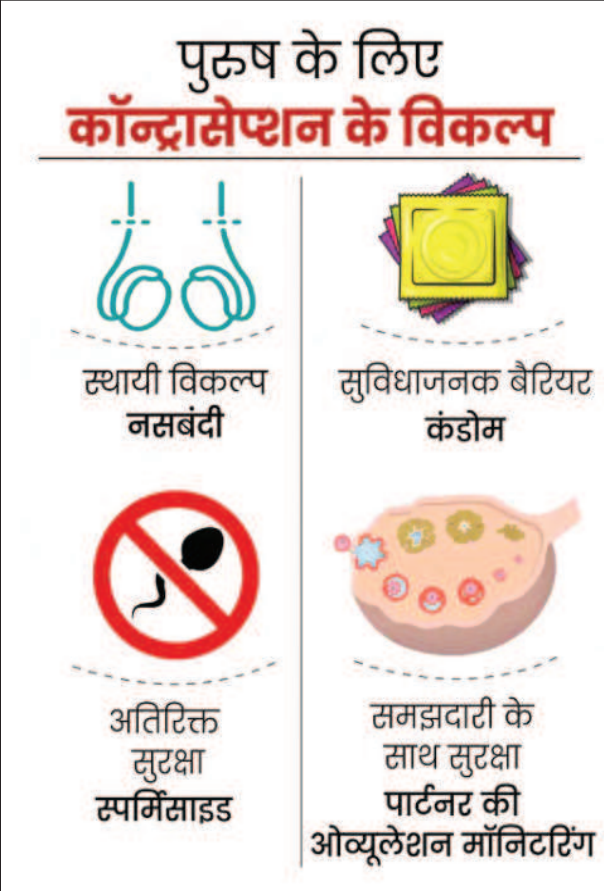 पुरुष के लिए
कॉन्ट्रासेप्शन के विकल्प
स्थायी विकल्प
नसबंदी
सुविधाजनक बैरियर
कंडोम
अतिरिक्त
सुरक्षा
स्पर्मिसाइड
समझदारी के
साथ सुरक्षा
पार्टनर की
ओव्यूलेशन मॉनिटरिंग